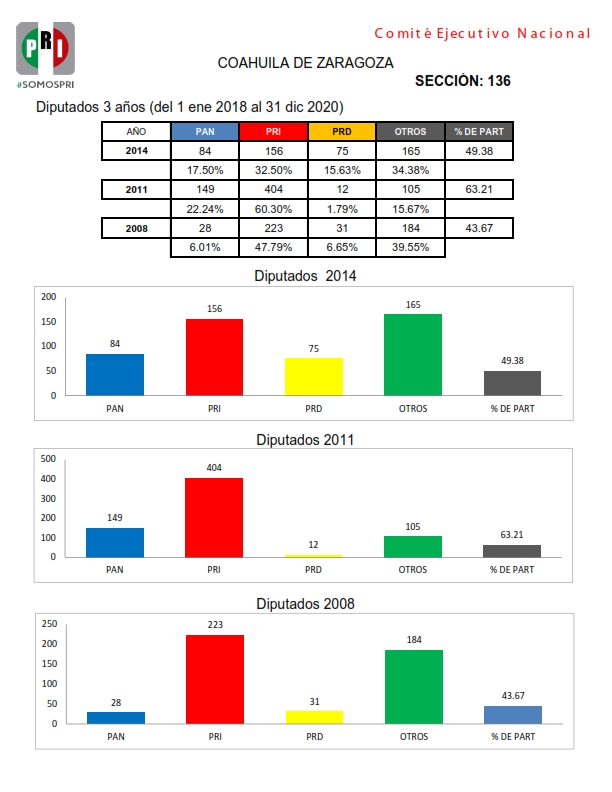 PRI
#SOMOSPRI
Comité Ejecutivo Nacional
COAHUILA DE ZARAGOZA
SECCIÓN: 136
Diputados 3 años (del 1 ene 2018 al 31 dic 2020)
AÑO PAN PRI PRD OTROS % DE PART
2014 84 156 75 165 49.38
17.50% 32.50% 15.63% 34.38%
2011 149 404 12 105 63.21
22.24% 60.30% 1.79% 15.67%
2008 28 223 31 184 43.67
6.01% 47.79% 6.65% 39.55%
Diputados 2014
200
150
100
50
0
84 156 75 165 49.38
PAN PRI PRD OTROS % DE PART
Diputados 2011
500
400
300
200
100
0
149 404 12 105 63.21
PAN PRI PRD OTROS % DE PART
Diputados 2008
250
200
150
100
50
0
28 223 31 184 43.67
PAN PRI PRD OTROS % DE PART